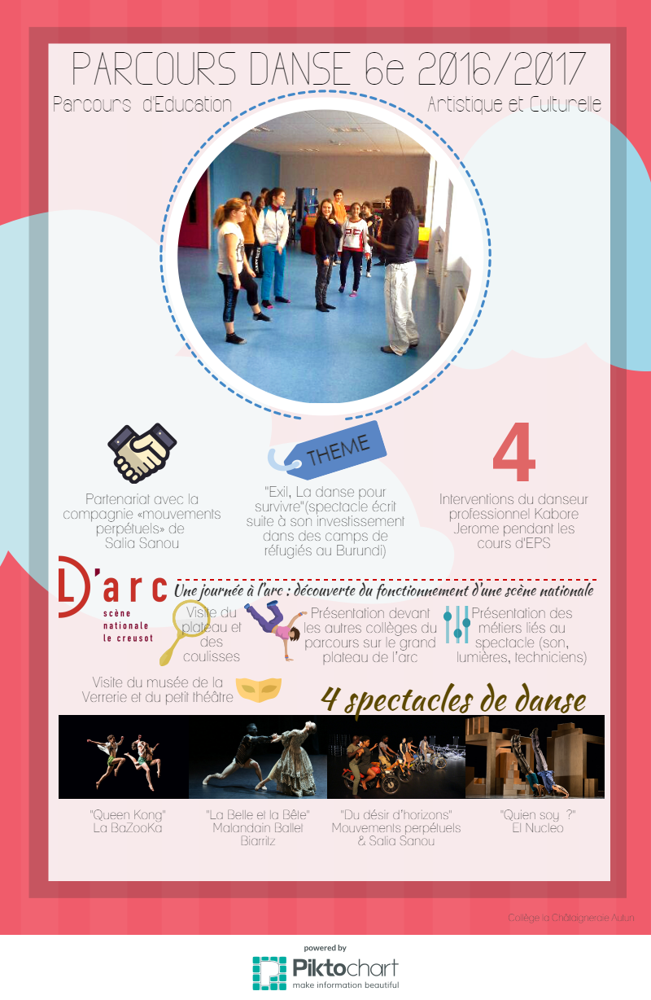 PARCOURS DANSE 6e 2016/2017
Parcours d'Education
Artistique et Culturelle
THEME
4
Partenariat avec la
compagnie «mouvements
perpétuels» de
Salia Sanou
"Exil, La danse pour
survivre"(spectacle écrit
suite à son investissement
dans des camps de
réfugiés au Burundi)
Interventions du danseur
professionnel Kabore
Jerome pendant les
cours d'EPS
L'arc
scène
nationale
le creusot
Une journée à l'arc : découverte du fonctionnement d'une scène nationale
Visite du
plateau et
des
coulisses
Présentation devant
les autres collèges du
parcours sur le grand
plateau de l'arc
Présentation des
métiers liés au
spectacle (son,
lumières, techniciens)
Visite du musée de la
Verrerie et du petit théâtre
4 spectacles de danse
"Queen Kong"
La BaZooKa
"La Belle et la Bête"
Malandain Ballet
Biarritz
"Du désir d'horizons"
Mouvements perpétuels
& Salia Sanou
"Quien soy ?"
El Nucleo
Collège la Châtaigneraie Autun
powered by
Piktochart
make information beautiful